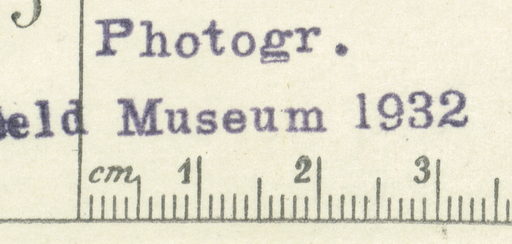 Photogr.
eld Museum 1932
cm 1 2 3